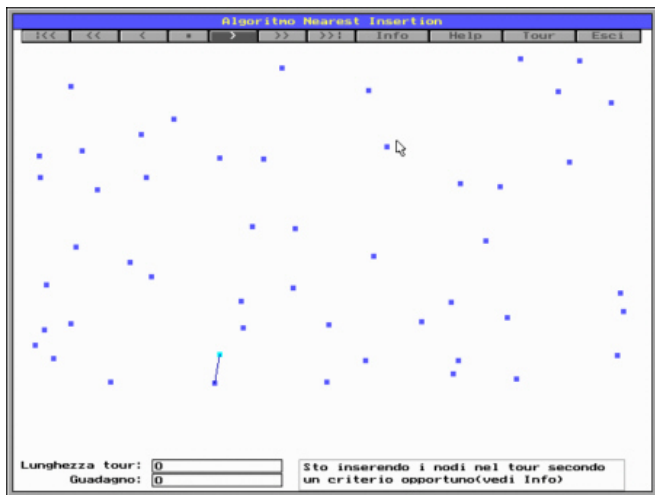 Algoritmo Nearest Insertion
!<< << < ▪ > >> >>! Info Help Tour Esci
Lunghezza tour: 0
Guadagno: 0
Sto inserendo i nodi nel tour secondo
un criterio opportuno(vedi Info)